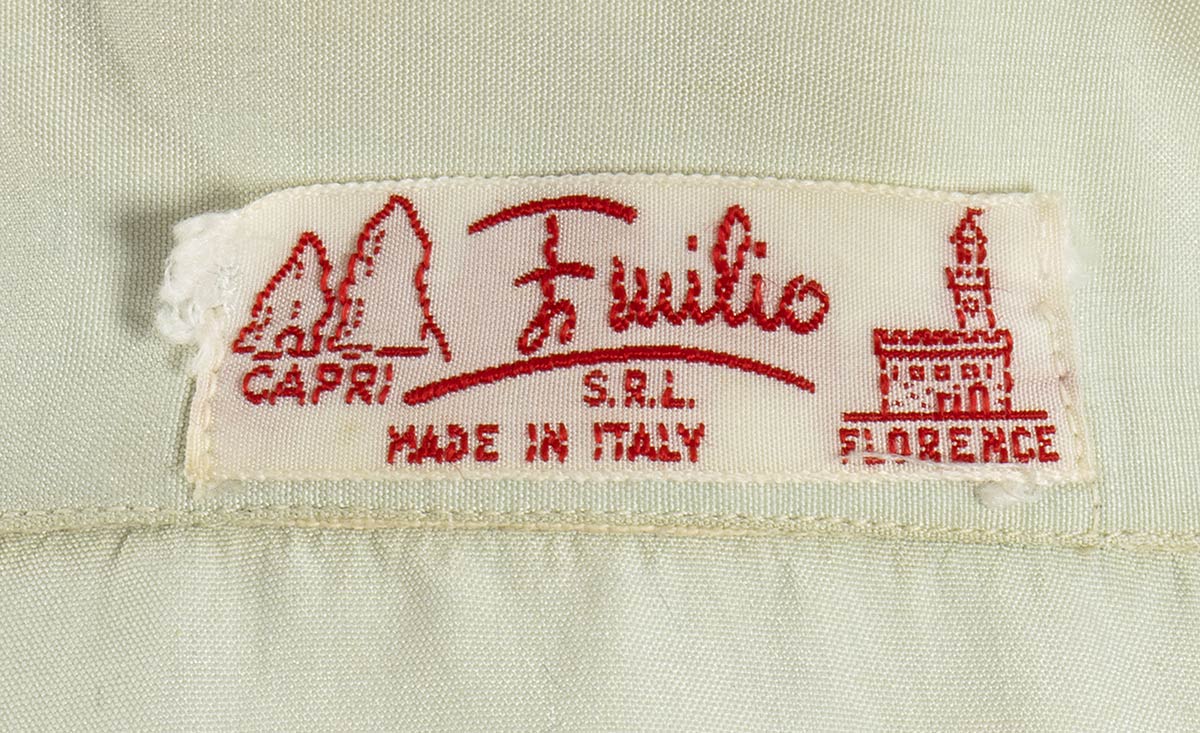 Emilio
CAPRI
S.R.L.
MADE IN ITALY
FLORENCE